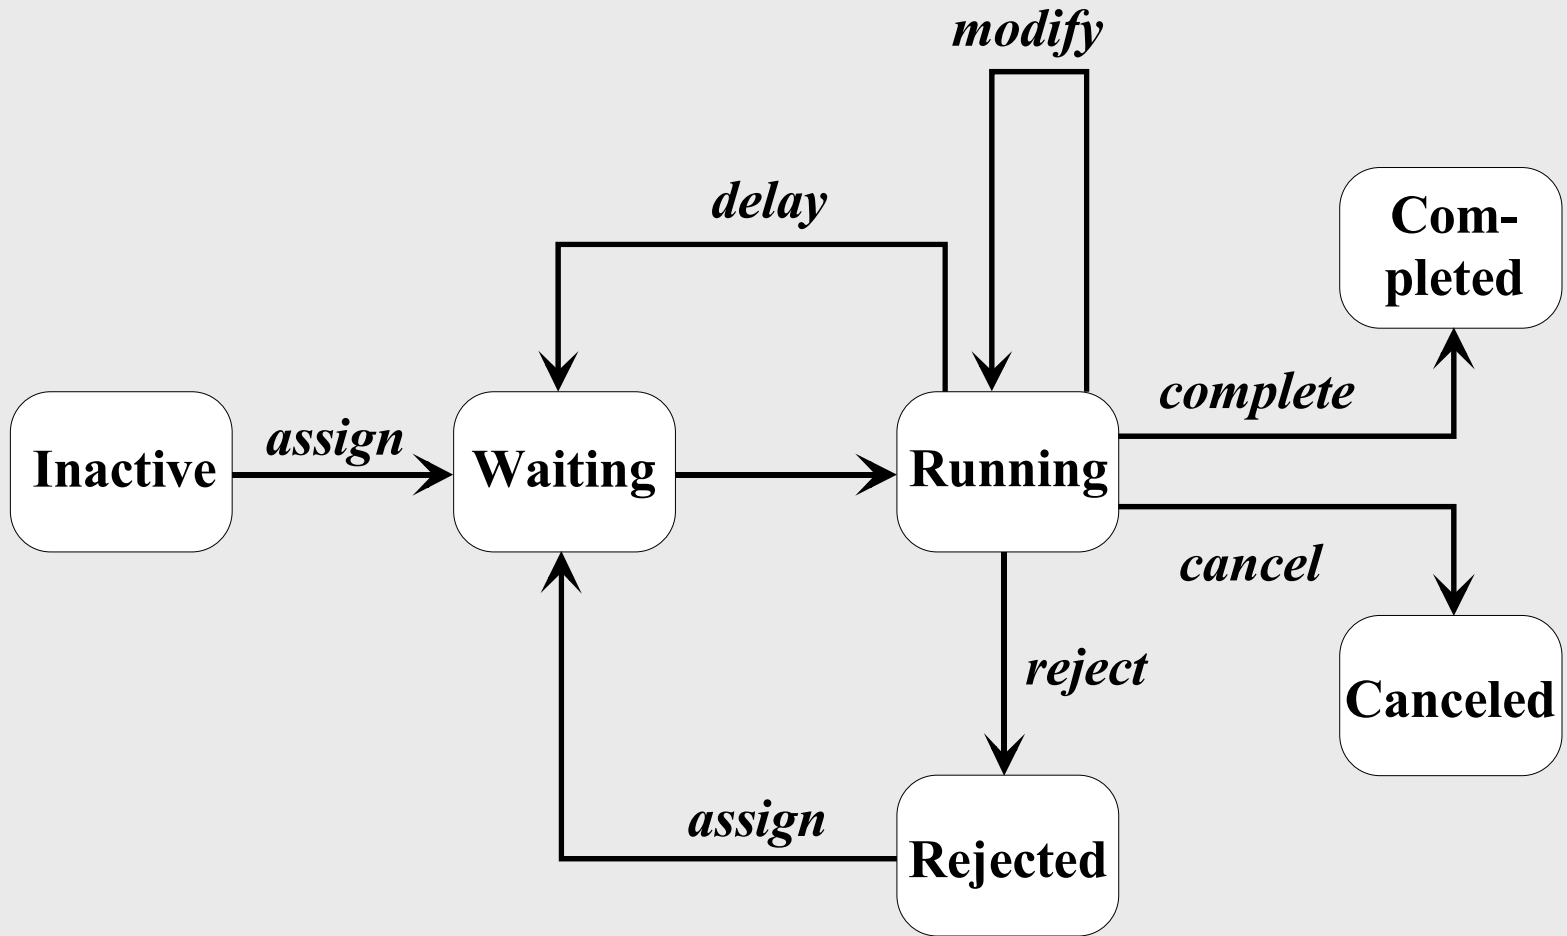 modify
delay
Com-
pleted
complete
assign
Inactive
Waiting
Running
cancel
reject
Canceled
assign
Rejected